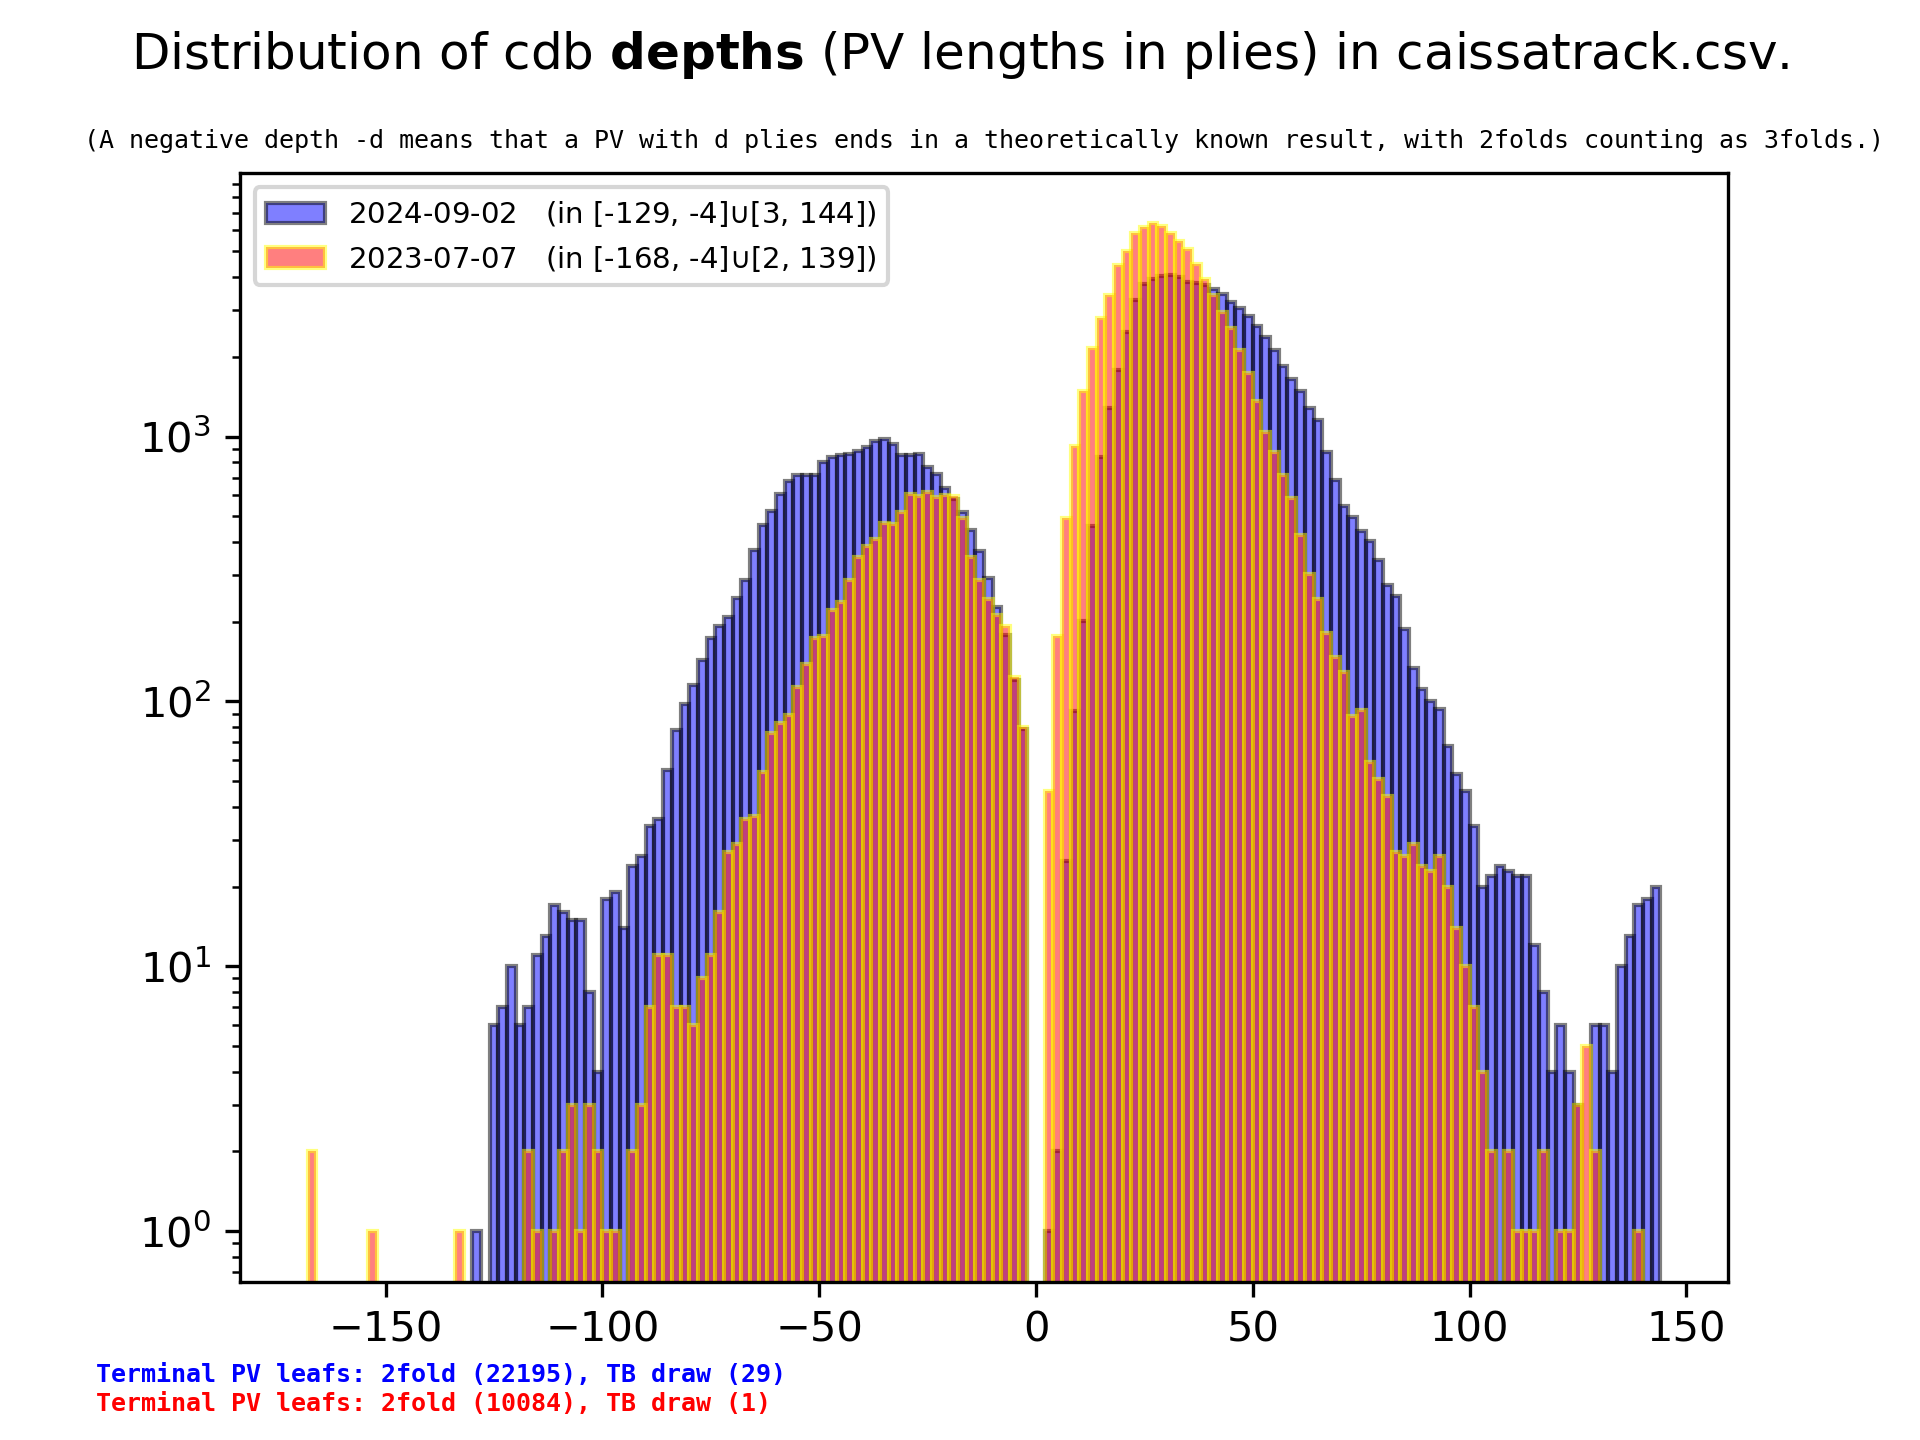 Distribution of cdb depths (PV lengths in plies) in caissatrack.csv.
(A negative depth -d means that a PV with d plies ends in a theoretically known result, with 2folds counting as 3folds.)
2024-09-02 (in [-129, -4]∪[3, 144])
2023-07-07 (in [-168, -4]∪[2, 139])
10³
10²
10¹
10⁰
−150 −100 −50 0 50 100 150
Terminal PV leafs: 2fold (22195), TB draw (29)
Terminal PV leafs: 2fold (10084), TB draw (1)